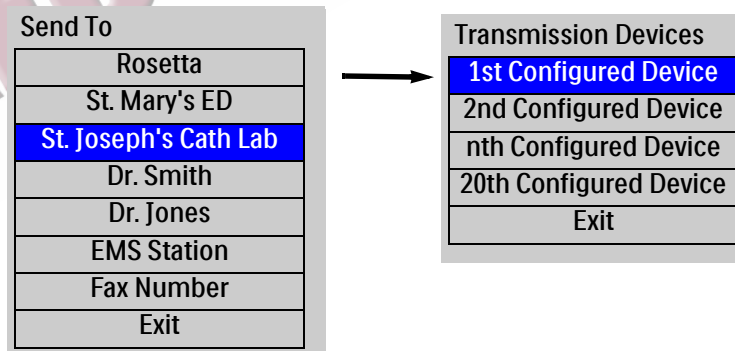 Send To
Rosetta
St. Mary's ED
St. Joseph's Cath Lab
Dr. Smith
Dr. Jones
EMS Station
Fax Number
Exit
Transmission Devices
1st Configured Device
2nd Configured Device
nth Configured Device
20th Configured Device
Exit